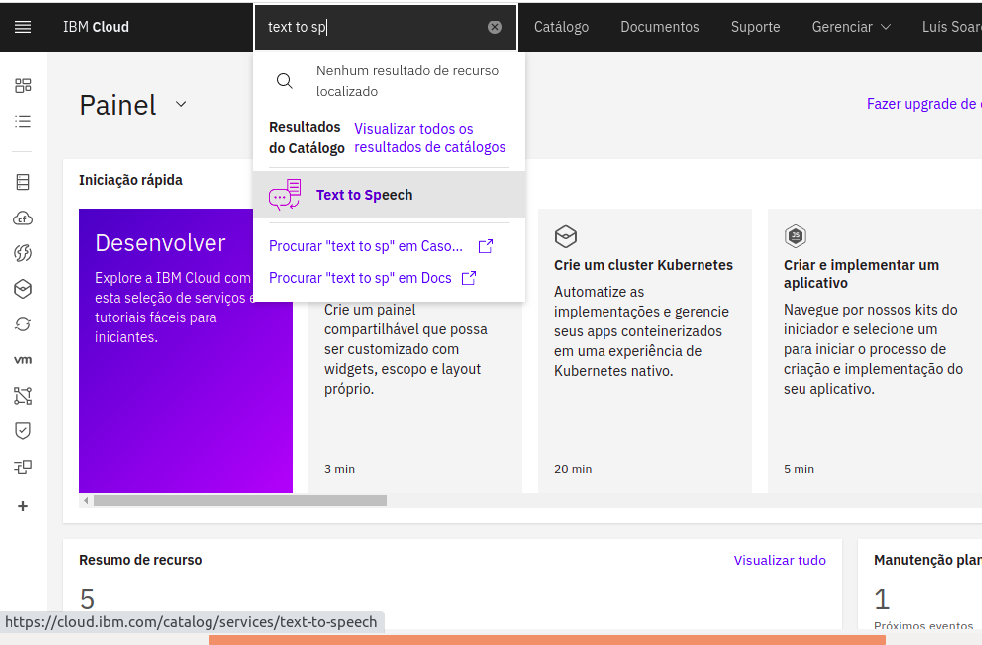 IBM Cloud
text to sp
Catálogo
Documentos
Suporte
Gerenciar
Luis Soar
Nenhum resultado de recurso
localizado
Resultados
do Catálogo
Visualizar todos os
resultados de catálogos
Text to Speech
Procurar "text to sp" em Caso...
Procurar "text to sp" em Docs
Painel
Fazer upgrade de
Iniciação rápida
Desenvolver
Explore a IBM Cloud com
esta seleção de serviços e
tutoriais fáceis para
iniciantes.
Crie um painel
compartilhável que possa
ser customizado com
widgets, escopo e layout
próprio.
3 min
Crie um cluster Kubernetes
Automatize as
implementações e gerencie
seus apps conteinerizados
em uma experiência de
Kubernetes nativo.
20 min
JS
Criar e implementar um
aplicativo
Navegue por nossos kits do
iniciador e selecione um
para iniciar o processo de
criação e implementação do
seu aplicativo.
5 min
cf
vm
Resumo de recurso
Visualizar tudo
5
Manutenção plan
1
Próximos eventos
https://cloud.ibm.com/catalog/services/text-to-speech